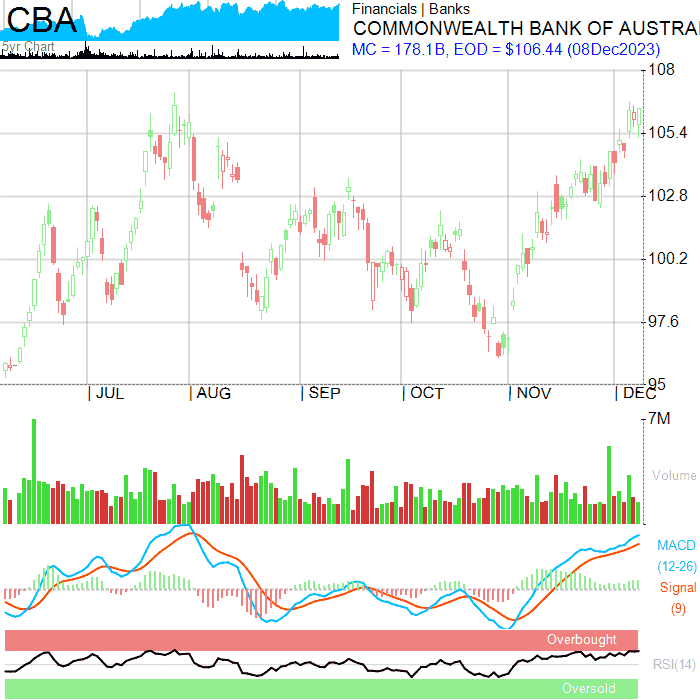 CBA
5yr Chart
Financials | Banks
COMMONWEALTH BANK OF AUSTRA
MC = 178.1B, EOD = $106.44 (08Dec2023)
108
105.4
102.8
100.2
97.6
95
JUL AUG SEP OCT NOV DEC
7M
Volume
MACD
(12-26)
Signal
(9)
Overbought
RSI(14)
Oversold